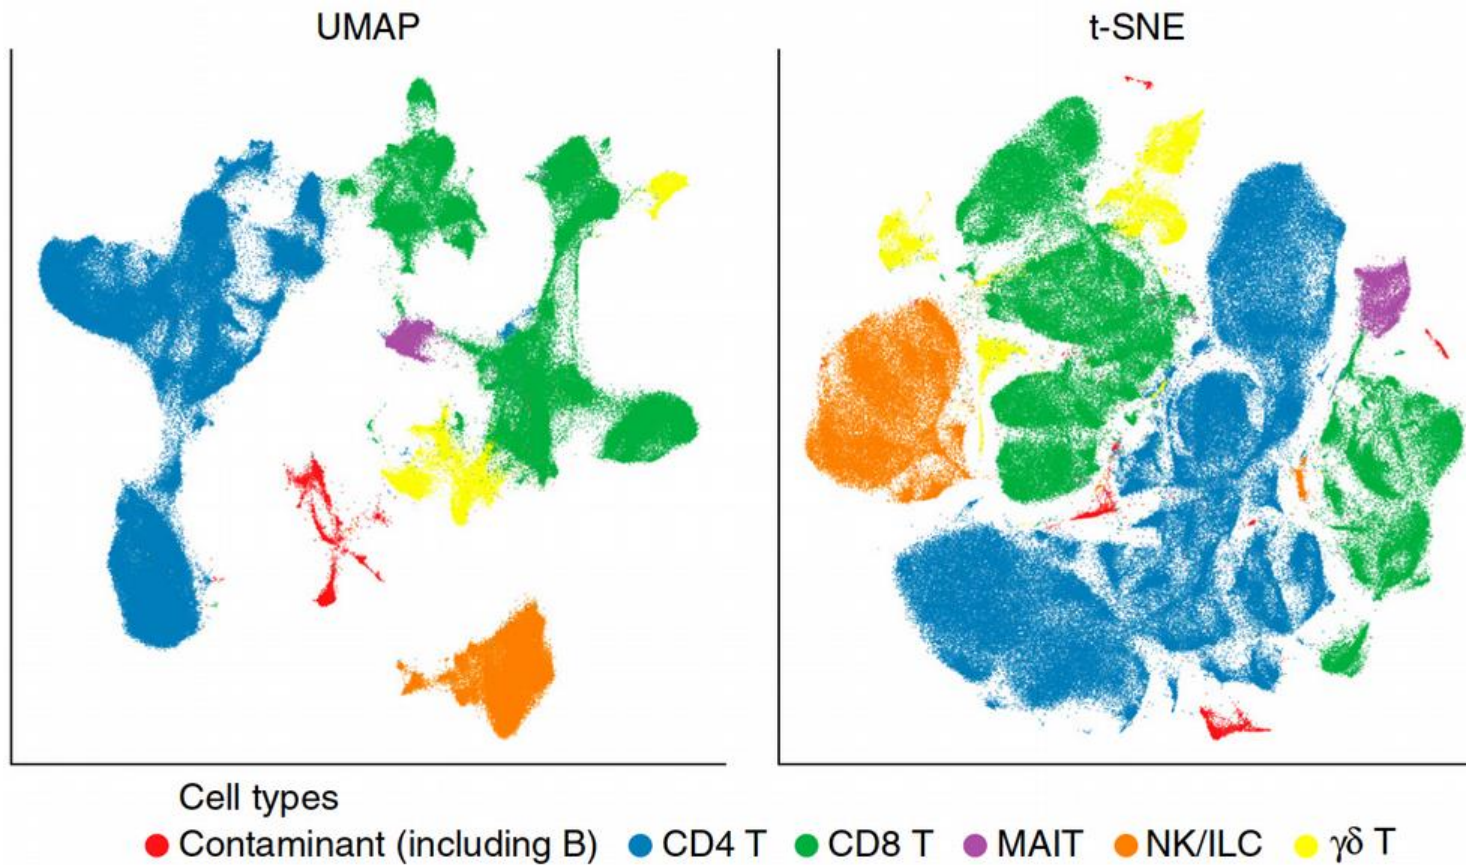 UMAP
t-SNE
Cell types
Contaminant (including B) CD4 T CD8 T MAIT NK/ILC γδ T